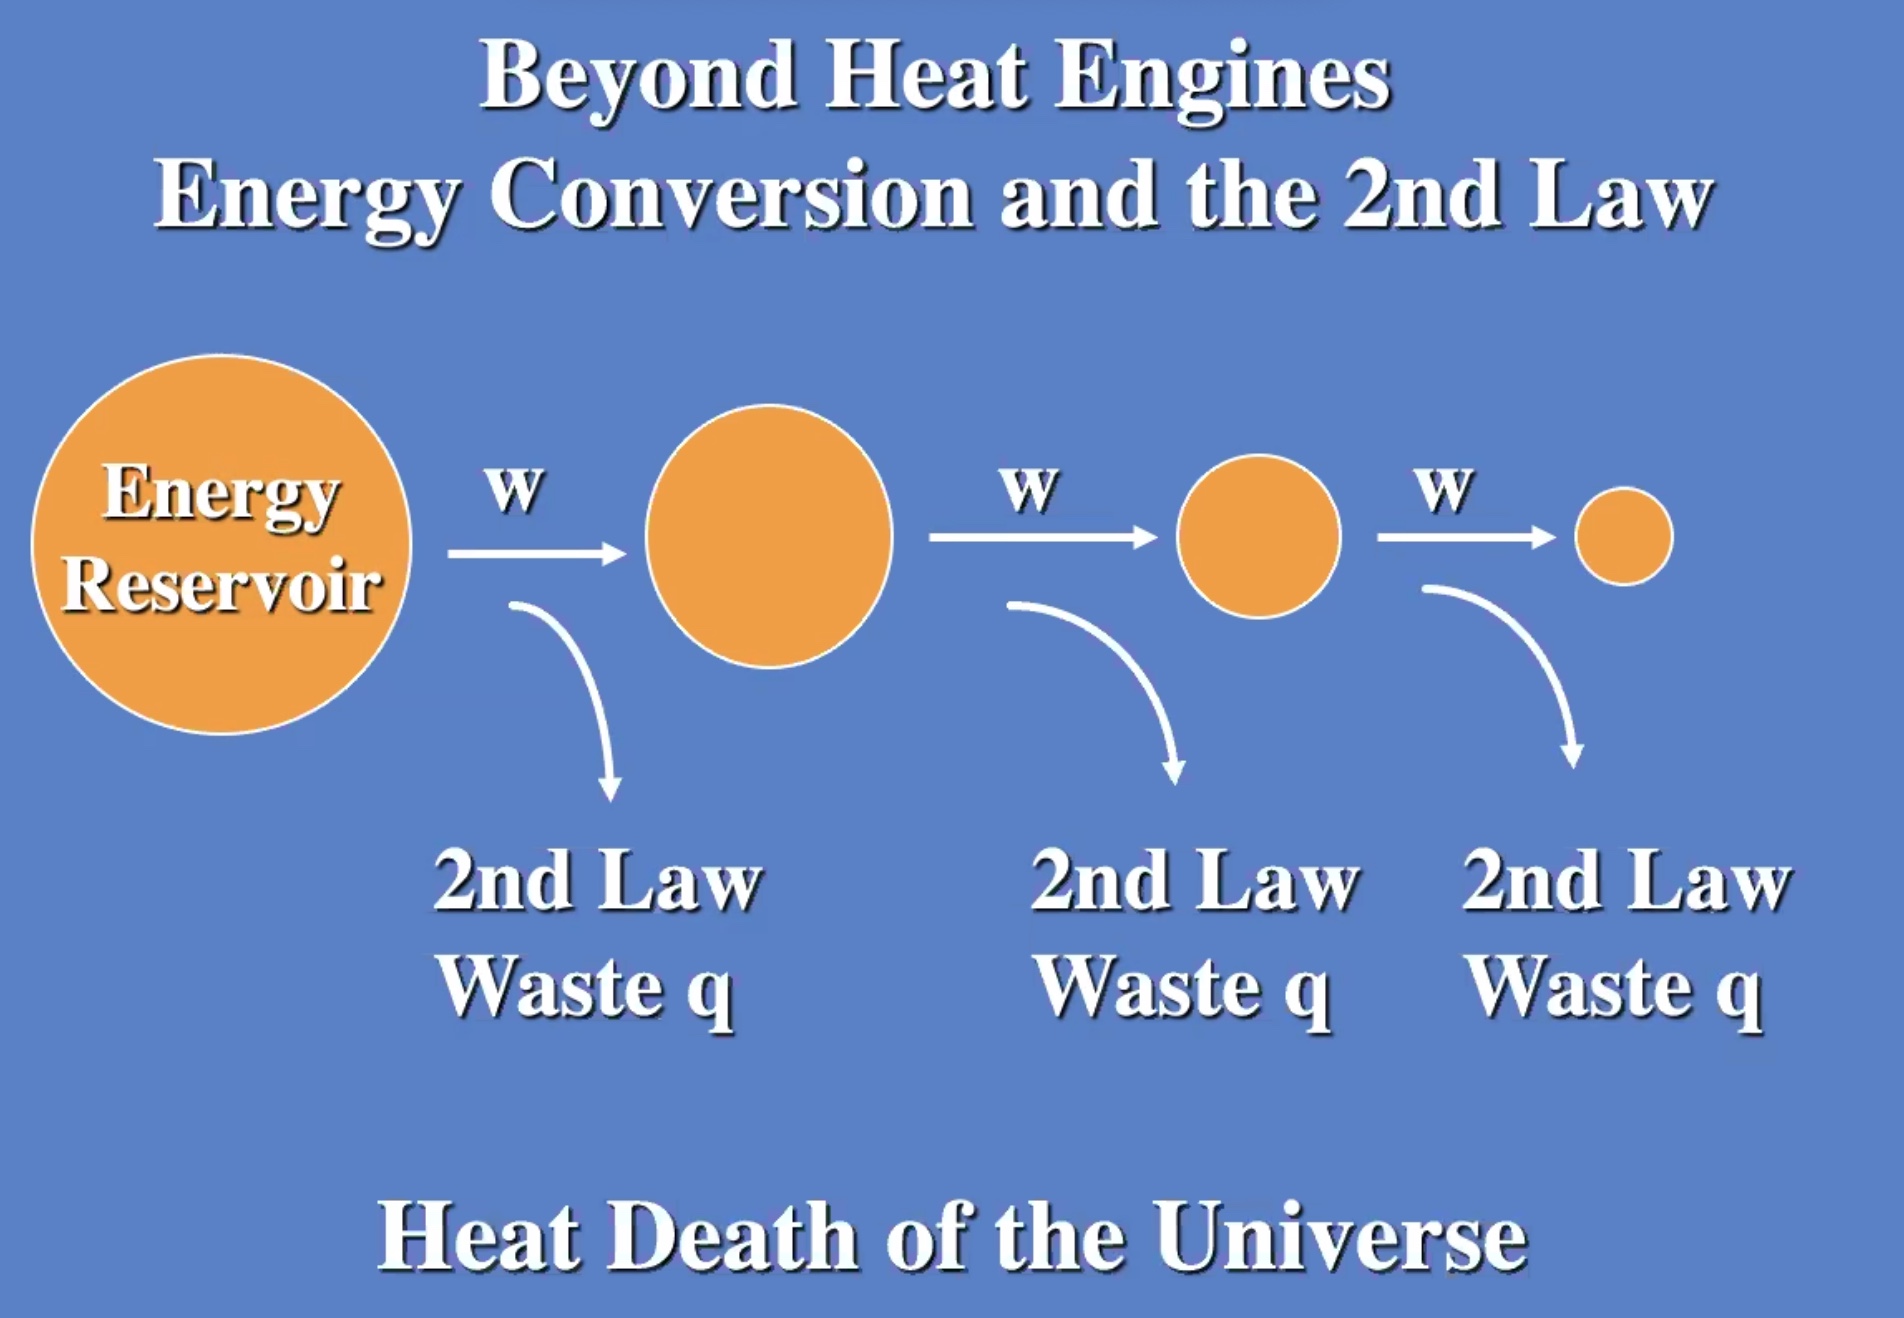 Beyond Heat Engines
Energy Conversion and the 2nd Law
Energy
Reservoir
w
w
w
2nd Law
Waste q
2nd Law
Waste q
2nd Law
Waste q
Heat Death of the Universe